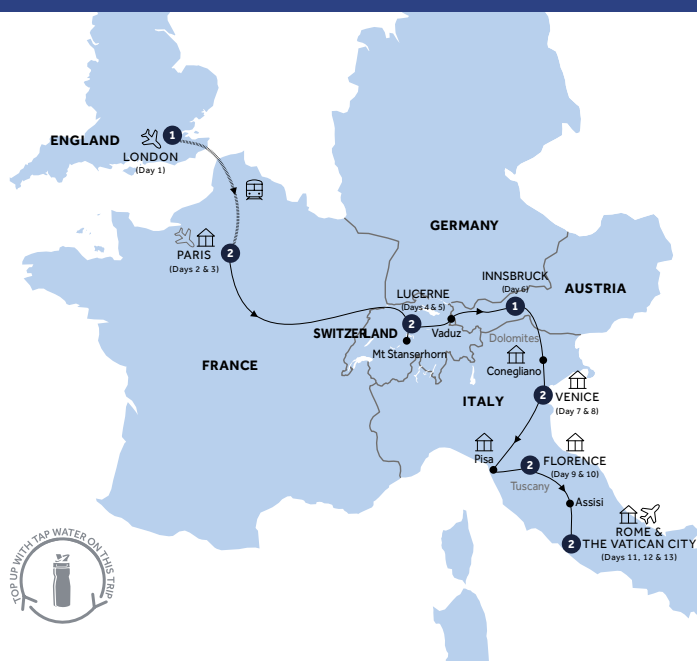 ENGLAND
1
LONDON
(Day 1)
2
PARIS
(Days 2 & 3)
GERMANY
INNSBRUCK
(Day 6)
1
AUSTRIA
LUCERNE
(Days 4 & 5)
2
SWITZERLAND
Vaduz
Mt Stanserhorn
Dolomites
Conegliano
FRANCE
ITALY
2
VENICE
(Day 7 & 8)
Pisa
2
FLORENCE
(Day 9 & 10)
Tuscany
Assisi
ROME &
2
THE VATICAN CITY
(Days 11, 12 & 13)
TOP UP WITH TAP WATER ON THIS TRIP